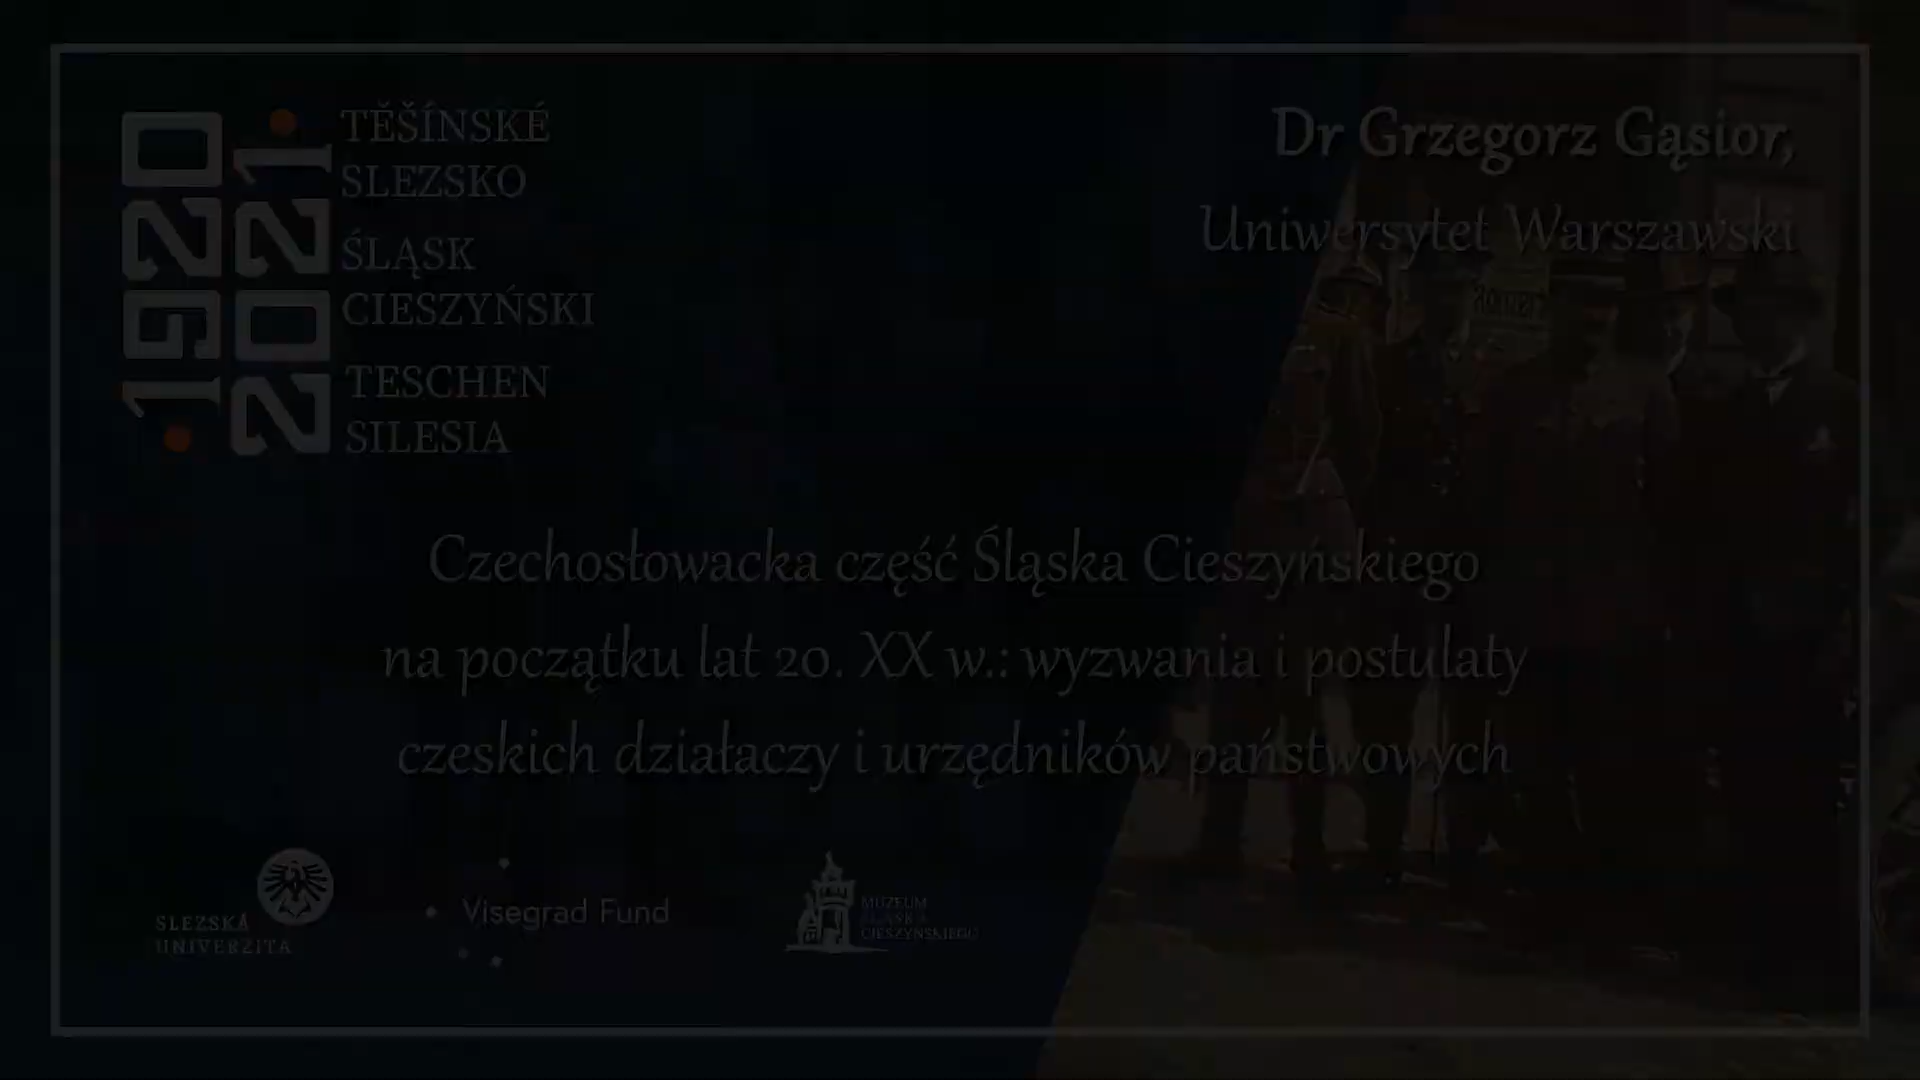 1920
2021
TĚŠÍNSKÉ
SLEZSKO
ŚLĄSK
CIESZYŃSKI
TESCHEN
SILESIA
Dr Grzegorz Gąsior,
Uniwersytet Warszawski
Czechosłowacka część Śląska Cieszyńskiego
na początku lat 20. XX w.: wyzwania i postulaty
czeskich działaczy i urzędników państwowych
SLEZSKÁ
UNIVERZITA
Visegrad Fund
MUZEUM
ŚLĄSKA
CIESZYŃSKIEGO